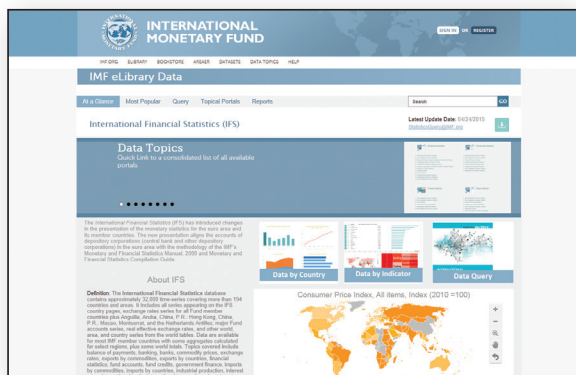 INTERNATIONAL
MONETARY FUND
SIGN IN OR REGISTER
IMF.ORG ELIBRARY BOOKSTORE AREAER DATASETS DATA TOPICS HELP
IMF eLibrary Data
At a Glance Most Popular Query Topical Portals Reports
Search GO
International Financial Statistics (IFS)
Latest Update Date: 04/24/2015
StatisticsQuery@IMF.org
Data Topics
Quick Link to a consolidated list of all available
portals
The International Financial Statistics (IFS) has introduced changes
in the presentation of the monetary statistics for the euro area and
its member countries. The new presentation aligns the accounts of
depository corporations (central bank and other depository
corporations) in the euro area with the methodology of the IMF's
Monetary and Financial Statistics Manual, 2000 and Monetary and
Financial Statistics Compilation Guide
Data by Country
Data by Indicator
Data Query
About IFS
Definition: The International Financial Statistics database
contains approximately 32,000 time series covering more than 194
countries and areas. It includes all series appearing on the IFS
country pages, exchange rates series for all Fund member
countries plus Anguilla, Aruba, China, P.R.: Hong Kong, China,
P.R.: Macao, Montserrat, and the Netherlands Antilles, major Fund
accounts series, real effective exchange rates, and other world,
area, and country series from the world tables. Data are available
for most IMF member countries with some aggregates calculated
for select regions, plus some world totals. Topics covered include
balance of payments, banking, banks, commodity prices, exchange
rates, exports by commodities, exports by countries, financial
statistics, fund accounts, fund credits, government finance, imports
by commodities, imports by countries, industrial production, interest
Consumer Price Index, All items, Index (2010 =100)